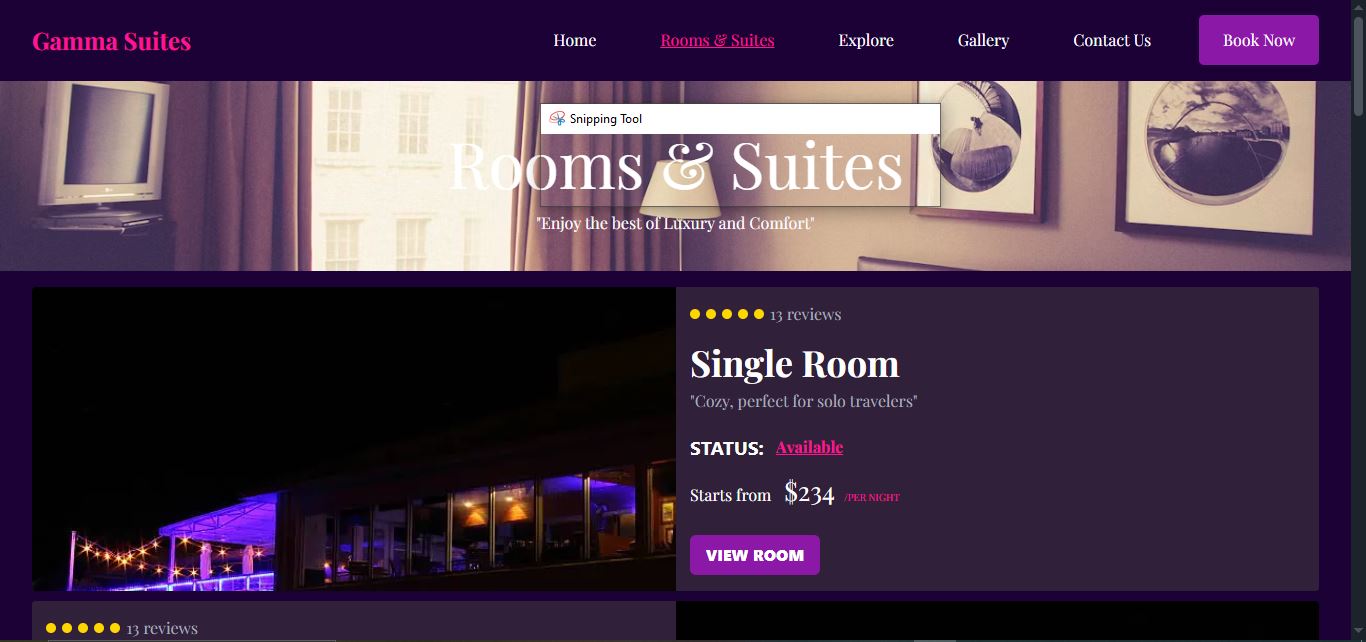 Gamma Suites
Home
Rooms & Suites
Explore
Gallery
Contact Us
Book Now
Snipping Tool
Rooms & Suites
"Enjoy the best of Luxury and Comfort"
13 reviews
Single Room
"Cozy, perfect for solo travelers"
STATUS: Available
Starts from $234 /PER NIGHT
VIEW ROOM
13 reviews